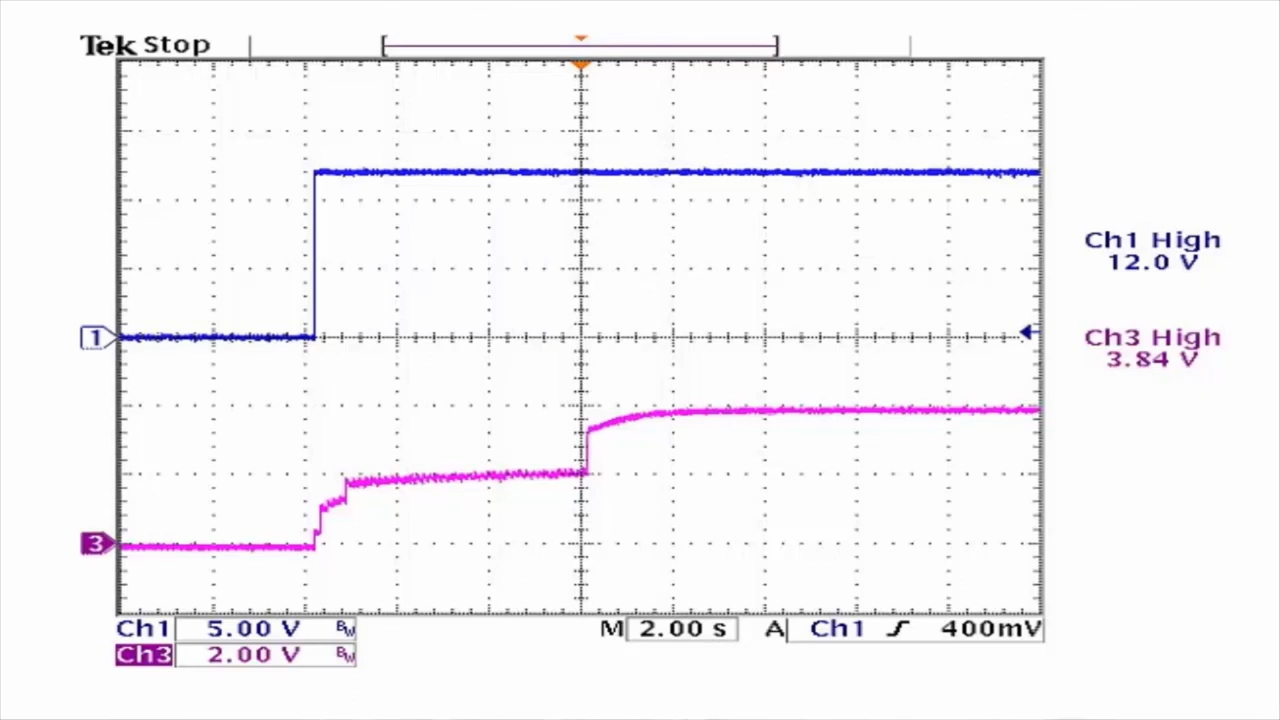 Tek Stop
1
Ch1 High
12.0 V
Ch3 High
3.84 V
3
Ch1 5.00 V BW M 2.00 s A Ch1 400mV
Ch3 2.00 V BW